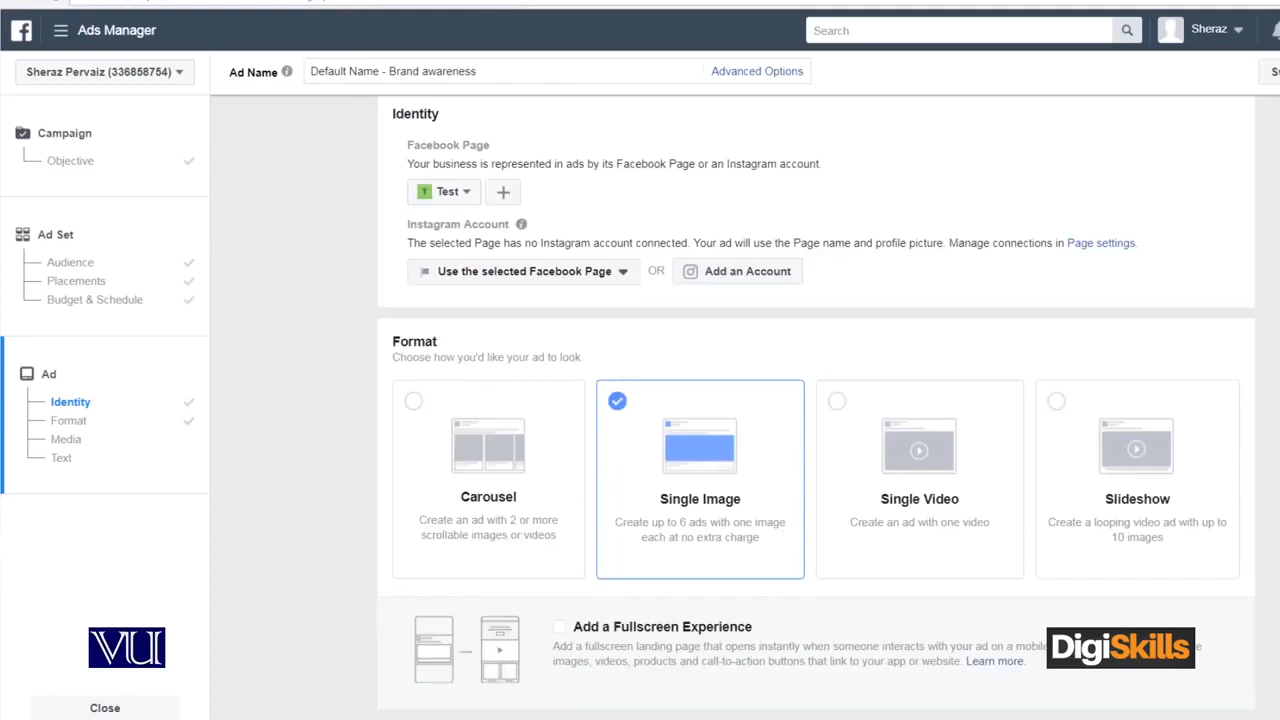 Ads Manager
Search
Sheraz
Sheraz Pervaiz (336858754)
Ad Name
Default Name - Brand awareness
Advanced Options
Campaign
Objective
Ad Set
Audience
Placements
Budget & Schedule
Ad
Identity
Format
Media
Text
Close
Identity
Facebook Page
Your business is represented in ads by its Facebook Page or an Instagram account.
T Test
Instagram Account
The selected Page has no Instagram account connected. Your ad will use the Page name and profile picture. Manage connections in Page settings.
Use the selected Facebook Page OR Add an Account
Format
Choose how you'd like your ad to look.
Carousel
Create an ad with 2 or more
scrollable images or videos
Single Image
Create up to 6 ads with one image
each at no extra charge
Single Video
Create an ad with one video
Slideshow
Create a looping video ad with up to
10 images
Add a Fullscreen Experience
Add a fullscreen landing page that opens instantly when someone interacts with your ad on a
images, videos, products and call-to-action buttons that link to your app or website. Learn more.
VU
DigiSkills